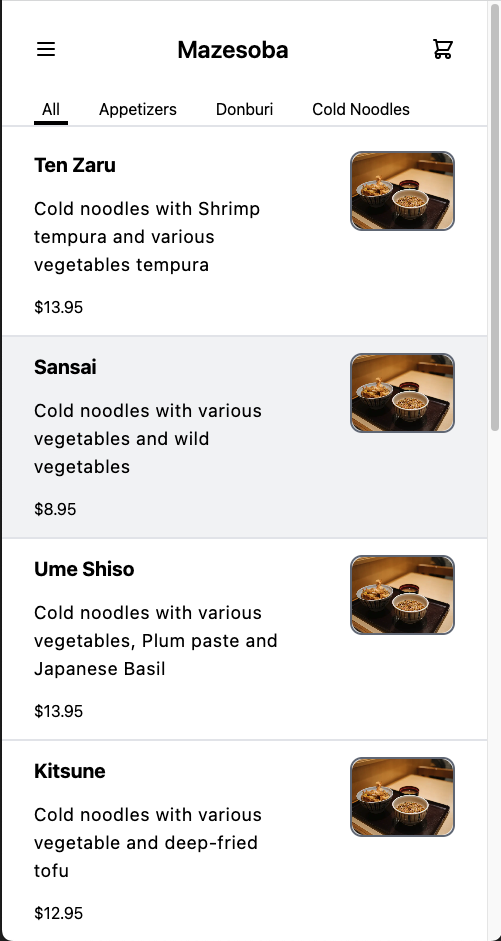 Mazesoba
All Appetizers Donburi Cold Noodles
Ten Zaru
Cold noodles with Shrimp
tempura and various
vegetables tempura
$13.95
Sansai
Cold noodles with various
vegetables and wild
vegetables
$8.95
Ume Shiso
Cold noodles with various
vegetables, Plum paste and
Japanese Basil
$13.95
Kitsune
Cold noodles with various
vegetable and deep-fried
tofu
$12.95